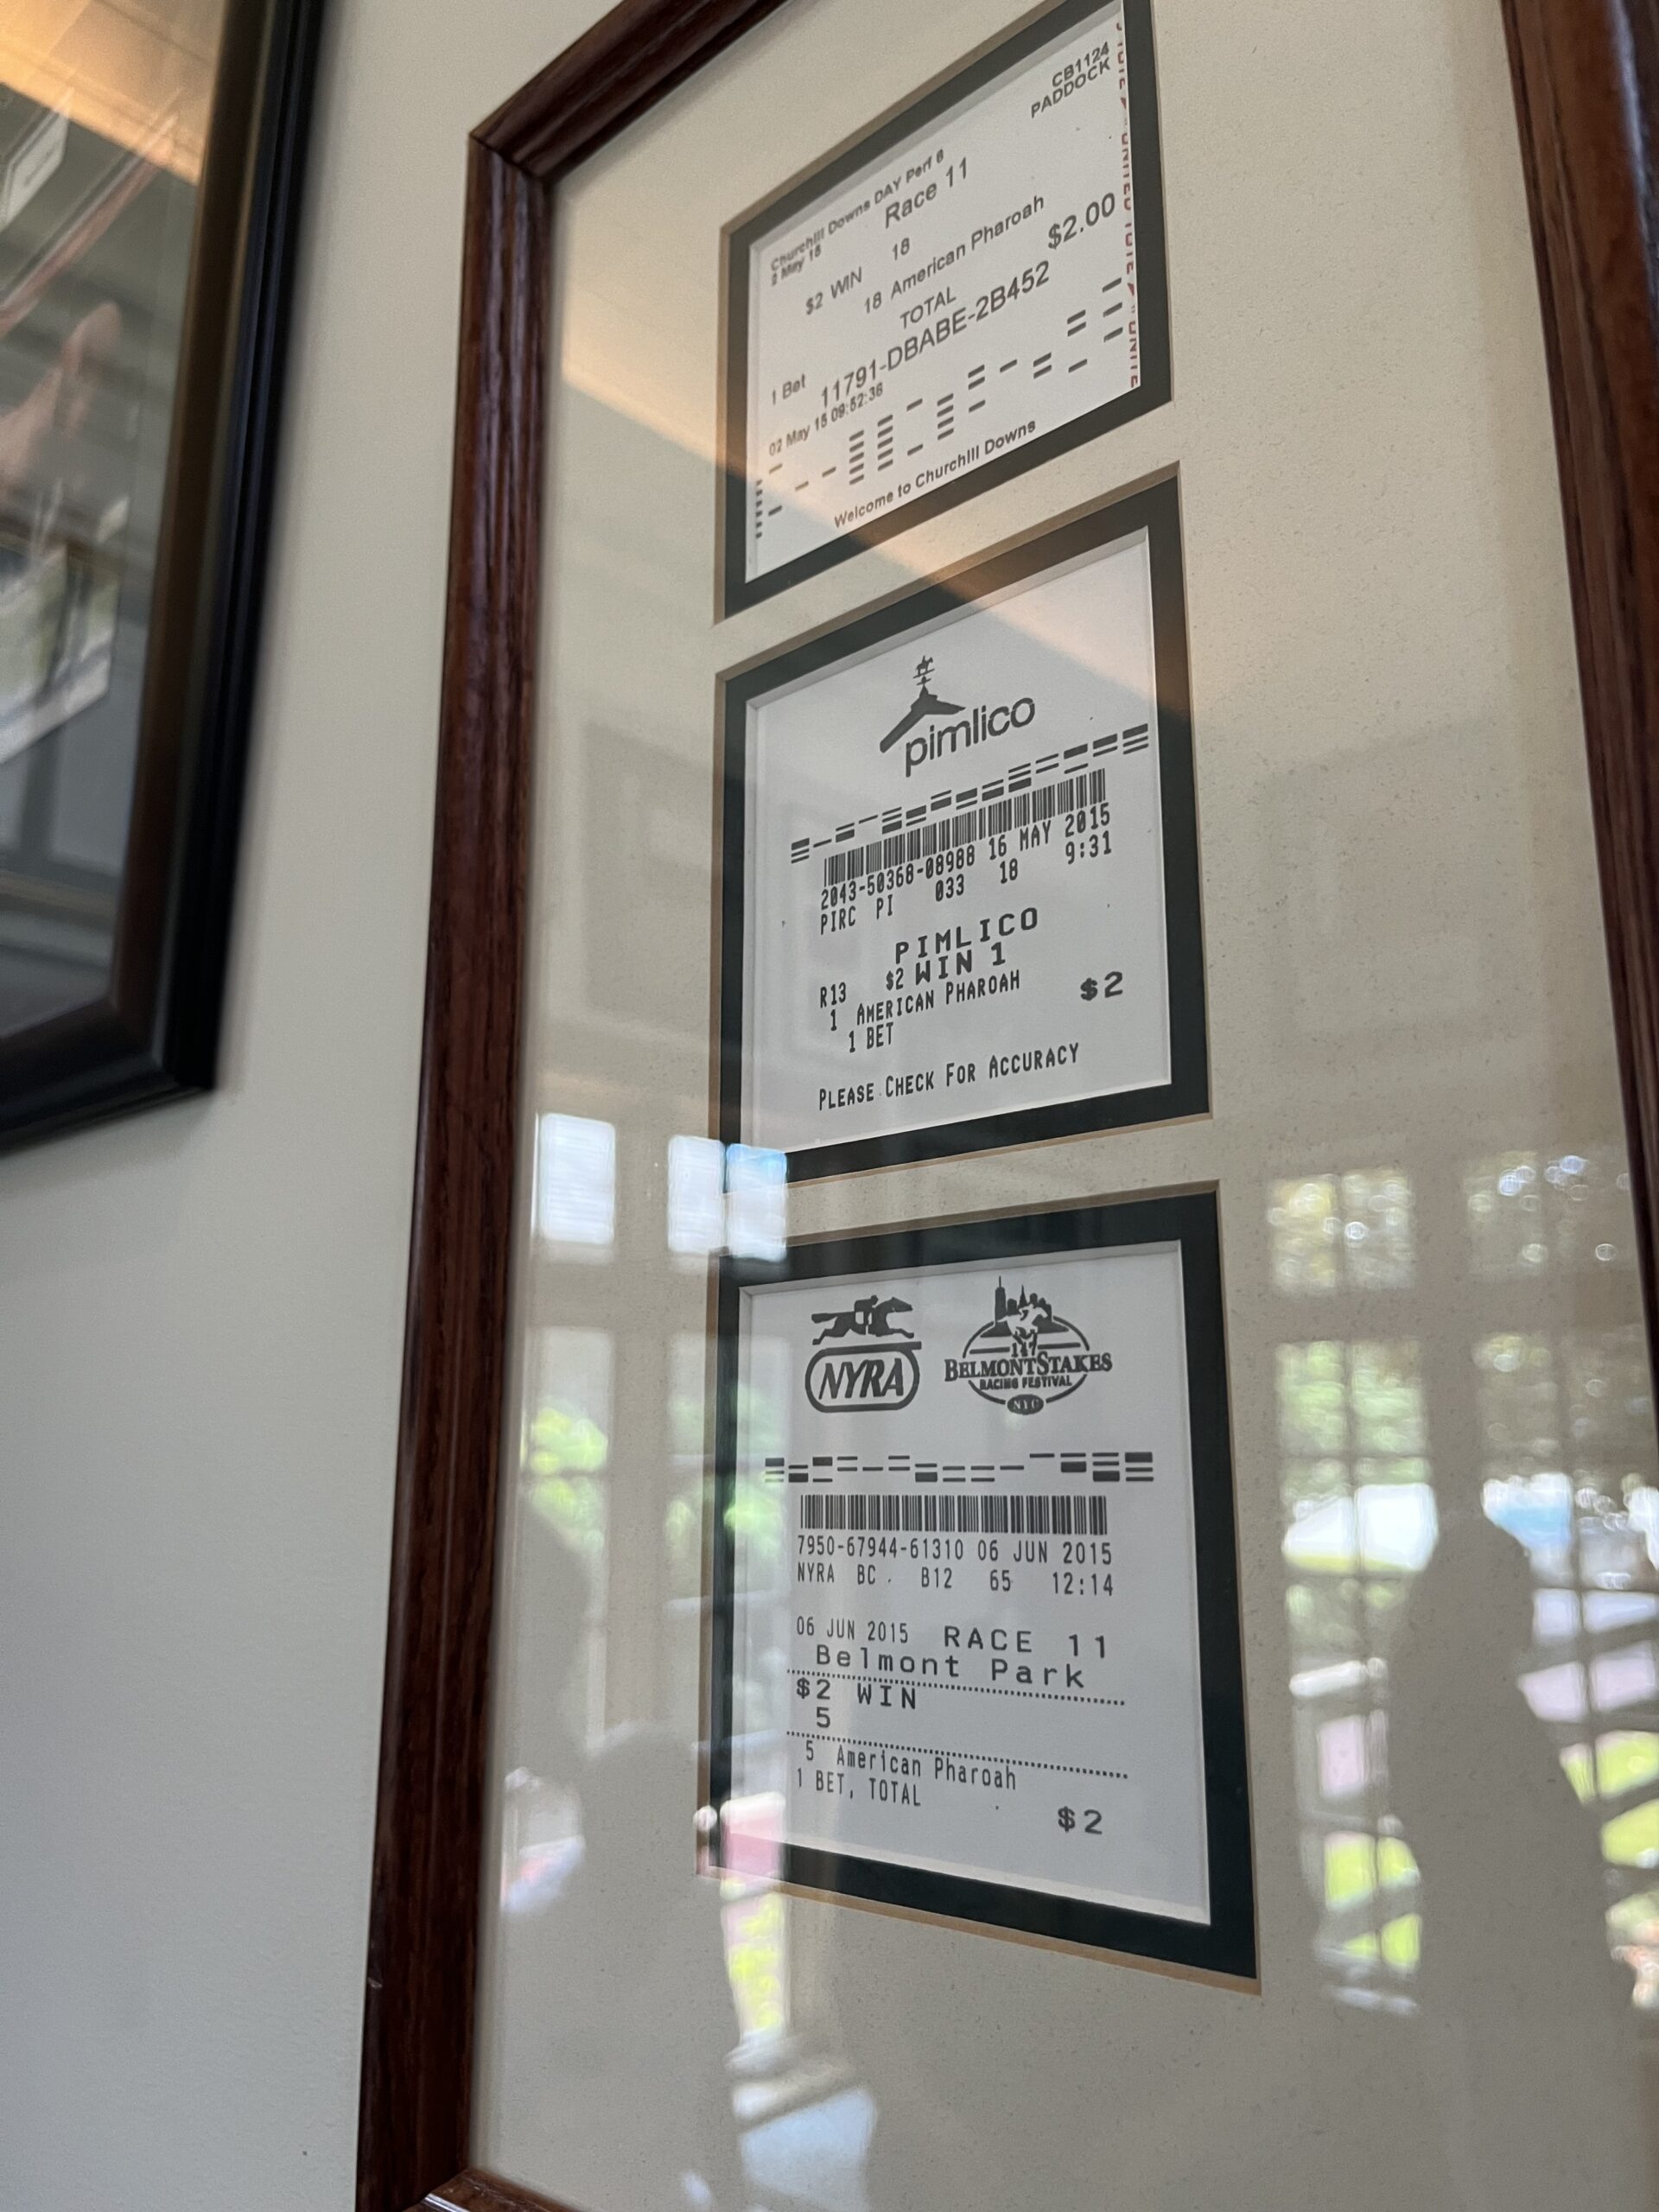 CB1124
PADDOCK
Churchill Downs DAY Perf 6
2 May 15 Race 11
$2 WIN 18
18 American Pharoah
TOTAL $2.00
1 Bet 11791-DBABE-2B452
02 May 15 09:52:36
Welcome to Churchill Downs
UNITED TOTE
pimlico
2043-50368-08988 16 MAY 2015
PIRC PI 033 18 9:31
PIMLICO
R13 $2 WIN 1
1 AMERICAN PHAROAH $2
1 BET
PLEASE CHECK FOR ACCURACY
NYRA
147
BELMONT STAKES
RACING FESTIVAL
NYC
7950-67944-61310 06 JUN 2015
NYRA BC B12 65 12:14
06 JUN 2015 RACE 11
Belmont Park
$2 WIN
5
5 American Pharoah
1 BET, TOTAL
$2